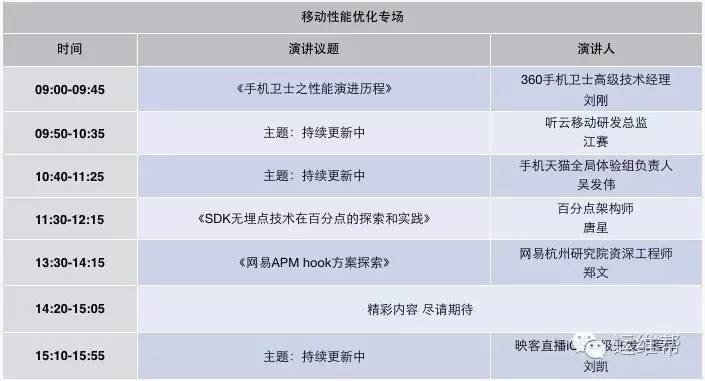 移动性能优化专场
时间 演讲议题 演讲人
09:00-09:45 《手机卫士之性能演进历程》 360手机卫士高级技术经理
刘刚
09:50-10:35 主题：持续更新中 听云移动研发总监
江赛
10:40-11:25 主题：持续更新中 手机天猫全局体验组负责人
吴发伟
11:30-12:15 《SDK无埋点技术在百分点的探索和实践》 百分点架构师
唐星
13:30-14:15 《网易APM hook方案探索》 网易杭州研究院资深工程师
郑文
14:20-15:05 精彩内容 尽请期待
15:10-15:55 主题：持续更新中 映客直播
刘凯
运维帮